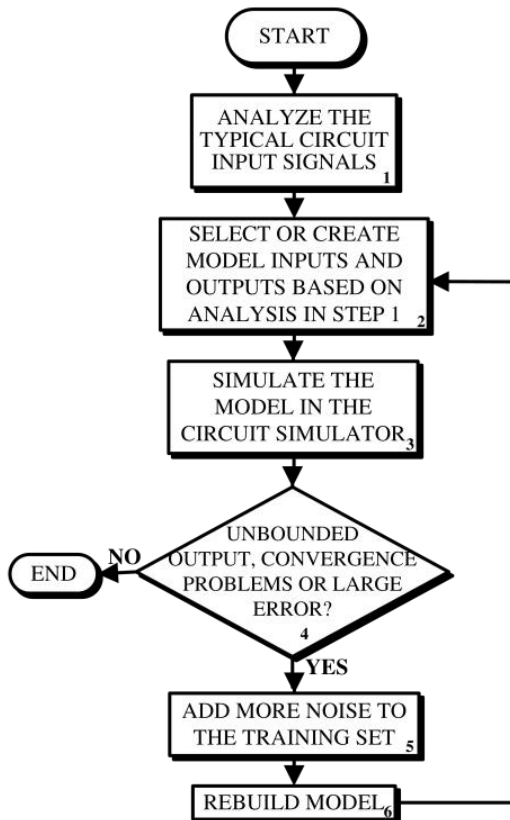 START
ANALYZE THE
TYPICAL CIRCUIT
INPUT SIGNALS
1
SELECT OR CREATE
MODEL INPUTS AND
OUTPUTS BASED ON
ANALYSIS IN STEP 1
2
SIMULATE THE
MODEL IN THE
CIRCUIT SIMULATOR
3
UNBOUNDED
OUTPUT, CONVERGENCE
PROBLEMS OR LARGE
ERROR?
4
NO
END
YES
ADD MORE NOISE TO
THE TRAINING SET
5
REBUILD MODEL
6